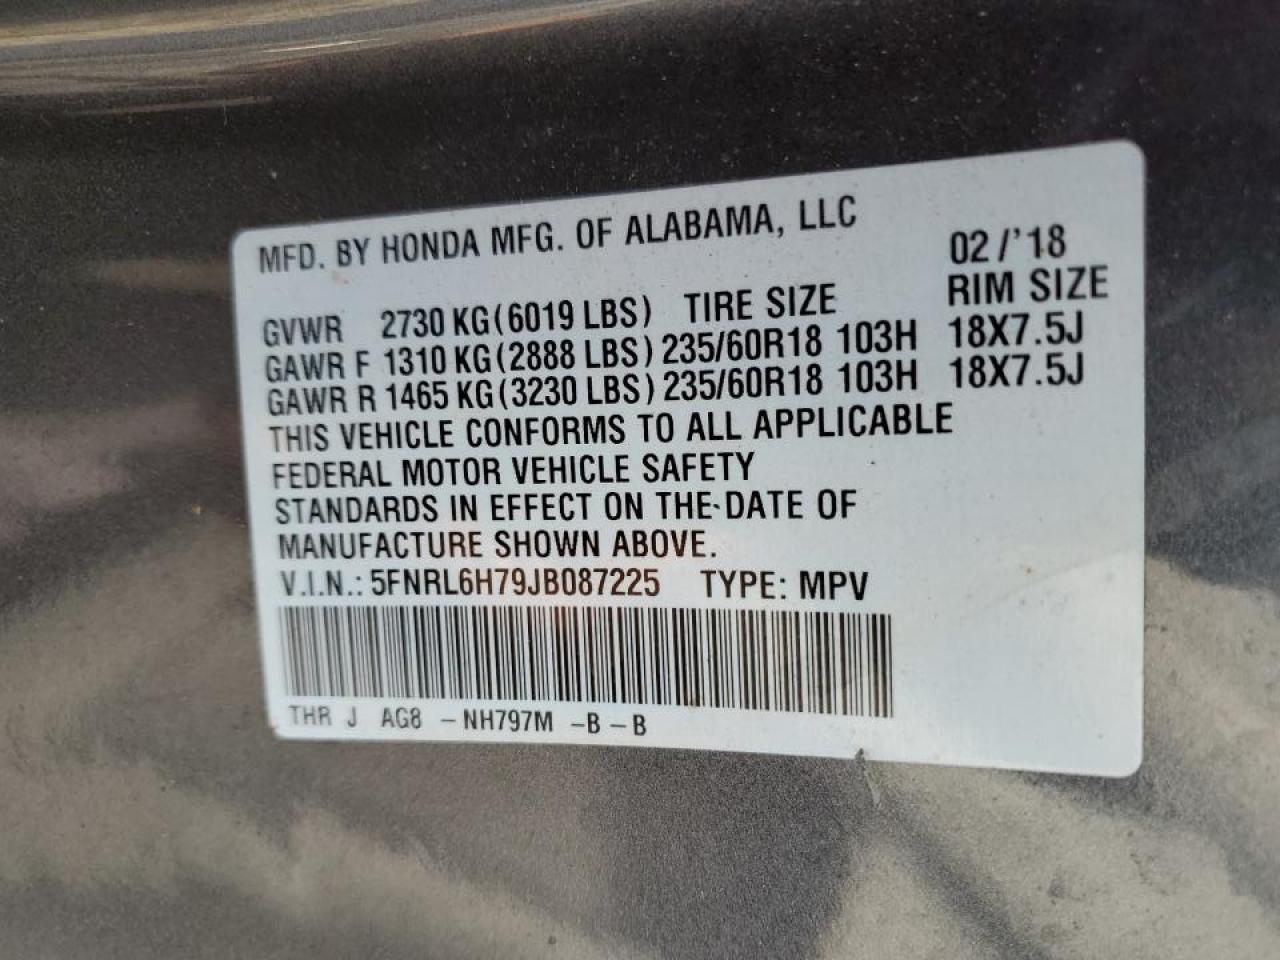 MFD. BY HONDA MFG. OF ALABAMA, LLC 02/'18
GVWR 2730 KG(6019 LBS) TIRE SIZE RIM SIZE
GAWR F 1310 KG(2888 LBS) 235/60R18 103H 18X7.5J
GAWR R 1465 KG(3230 LBS) 235/60R18 103H 18X7.5J
THIS VEHICLE CONFORMS TO ALL APPLICABLE
FEDERAL MOTOR VEHICLE SAFETY
STANDARDS IN EFFECT ON THE DATE OF
MANUFACTURE SHOWN ABOVE.
V.I.N.: 5FNRL6H79JB087225 TYPE: MPV
THR J AG8 -NH797M -B-B